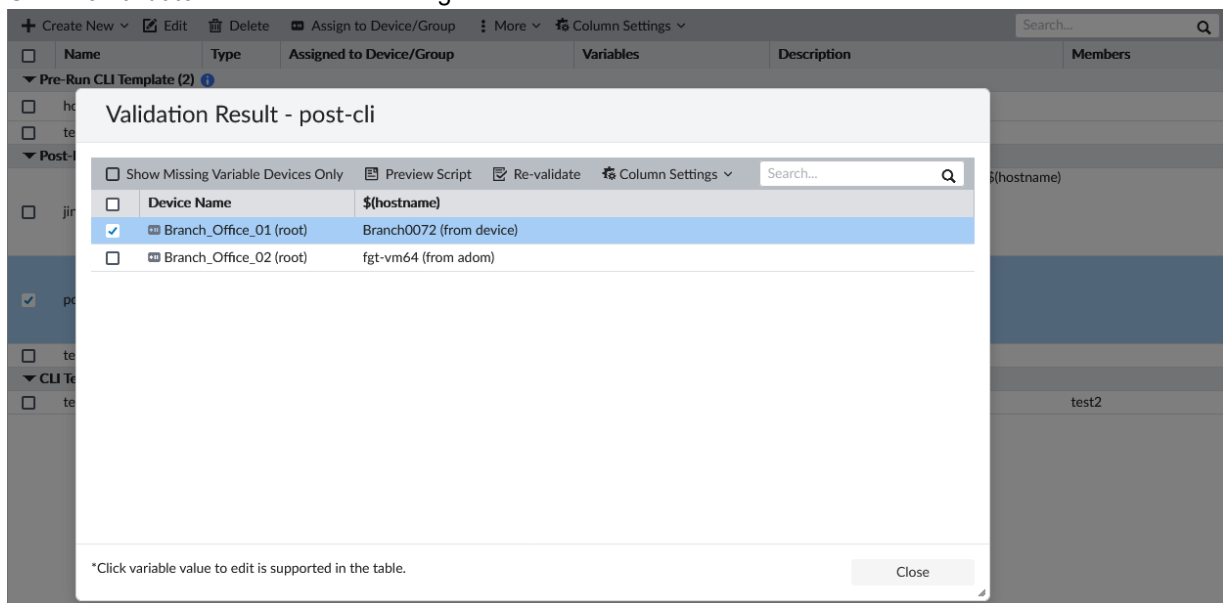 Create New Edit Delete Assign to Device/Group More Column Settings Search...
Name Type Assigned to Device/Group Variables Description Members
Pre-Run CLI Template (2)
Validation Result - post-cli
$(hostname)
Show Missing Variable Devices Only Preview Script Re-validate Column Settings Search...
Device Name $(hostname)
Branch_Office_01 (root) Branch0072 (from device)
Branch_Office_02 (root) fgt-vm64 (from adom)
test2
*Click variable value to edit is supported in the table. Close